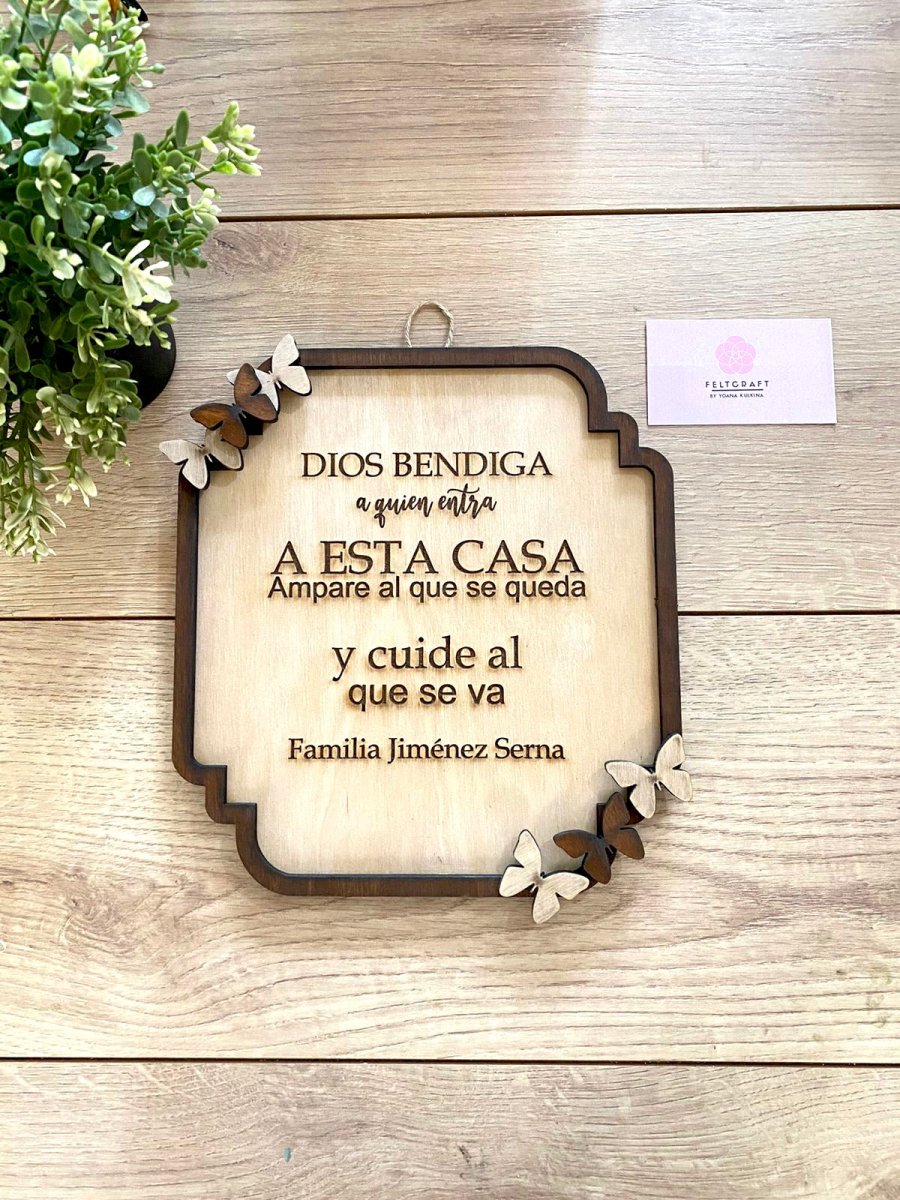 DIOS BENDIGA
a quien entra
A ESTA CASA
Ampare al que se queda
y cuide al
que se va
Familia Jiménez Serna
FELTCRAFT
BY YOANA KULKINA